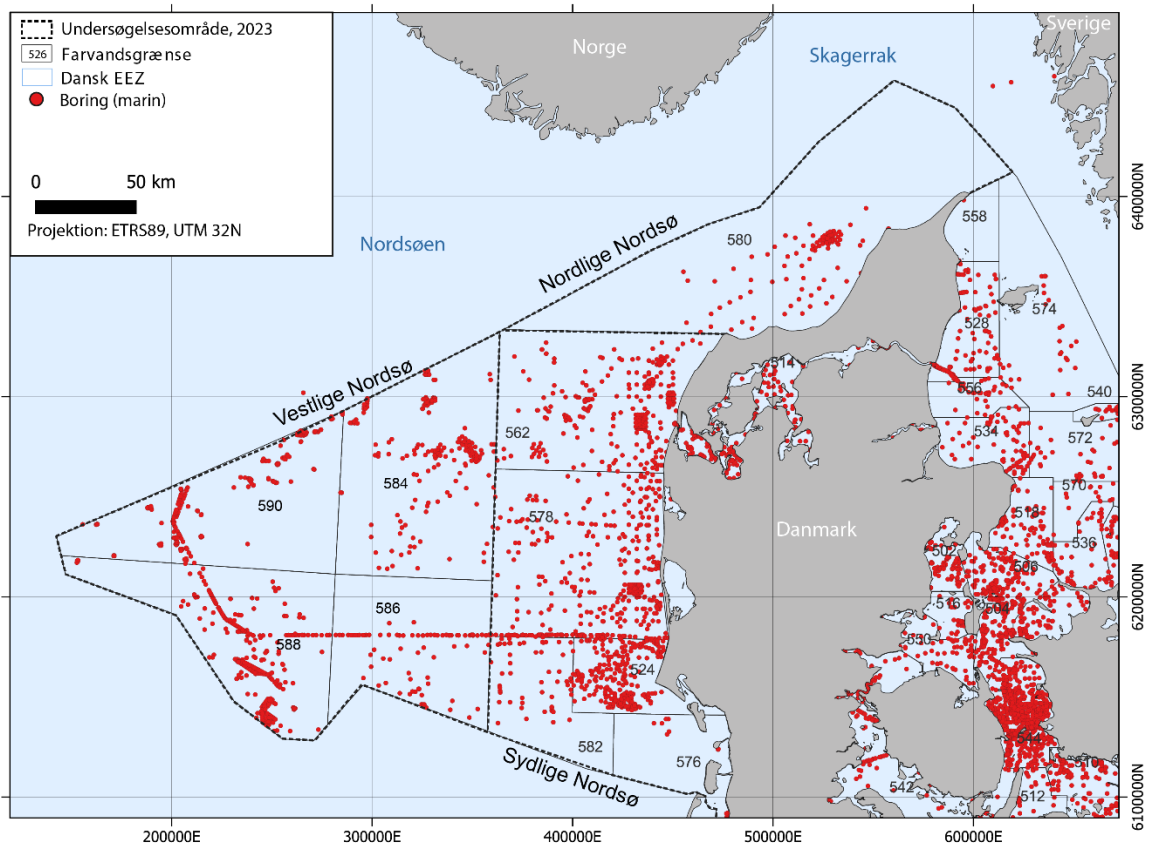 Undersøgelsesområde, 2023
526 Farvandsgrænse
Dansk EEZ
Boring (marin)
0 50 km
Projektion: ETRS89, UTM 32N
Norge
Skagerrak
Sverige
Nordsøen
Nordlige Nordsø
Vestlige Nordsø
Sydlige Nordsø
Danmark
580
558
574
528
514
556
540
534
572
562
584
590
570
578
518
536
502
506
586
516
504
530
588
524
544
582
576
510
542
512
6400000N
6300000N
6200000N
6100000N
200000E
300000E
400000E
500000E
600000E